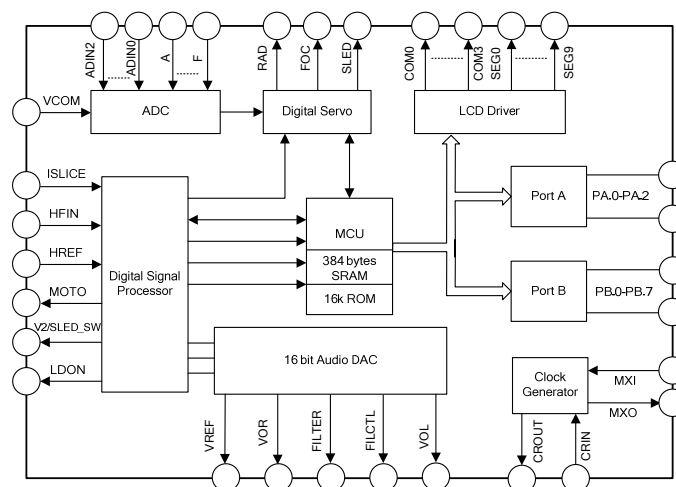 ADIN2
ADIN0
A
F
RAD
FOC
SLED
COM0
COM3
SEG0
SEG9
VCOM
ADC
Digital Servo
LCD Driver
ISLICE
HFIN
HREF
MOTO
V2/SLED_SW
LDON
Digital Signal
Processor
MCU
384 bytes
SRAM
16k ROM
Port A
PA.0-PA.2
Port B
PB.0-PB.7
16 bit Audio DAC
Clock
Generator
MXI
MXO
VREF
VOR
FILTER
FILCTL
VOL
CROUT
CRIN